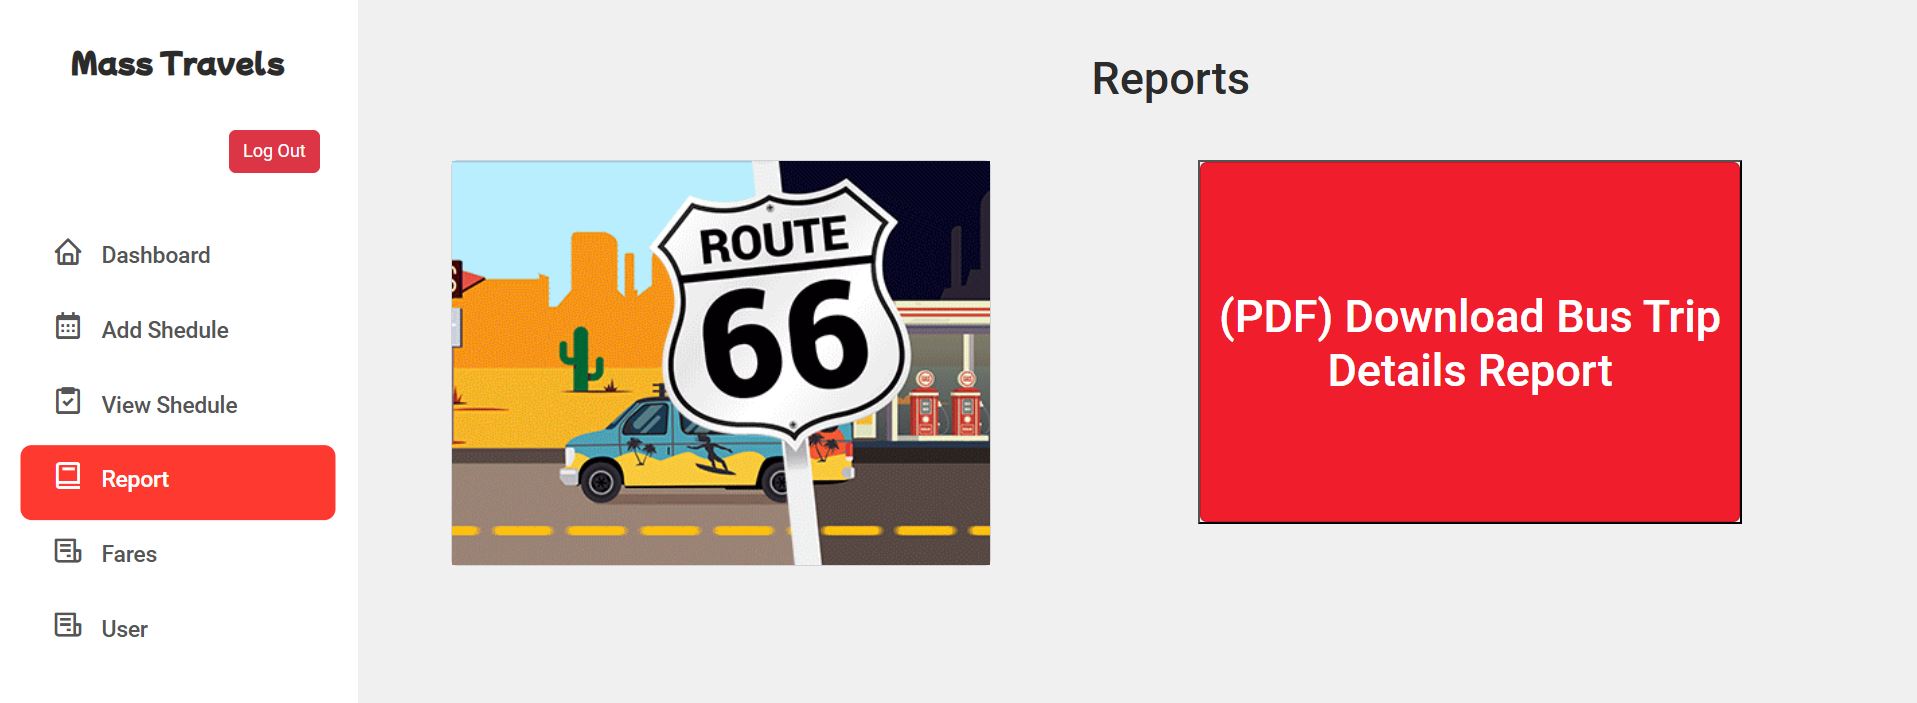 Mass Travels
Log Out
Dashboard
Add Shedule
View Shedule
Report
Fares
User
Reports
ROUTE
66
(PDF) Download Bus Trip
Details Report